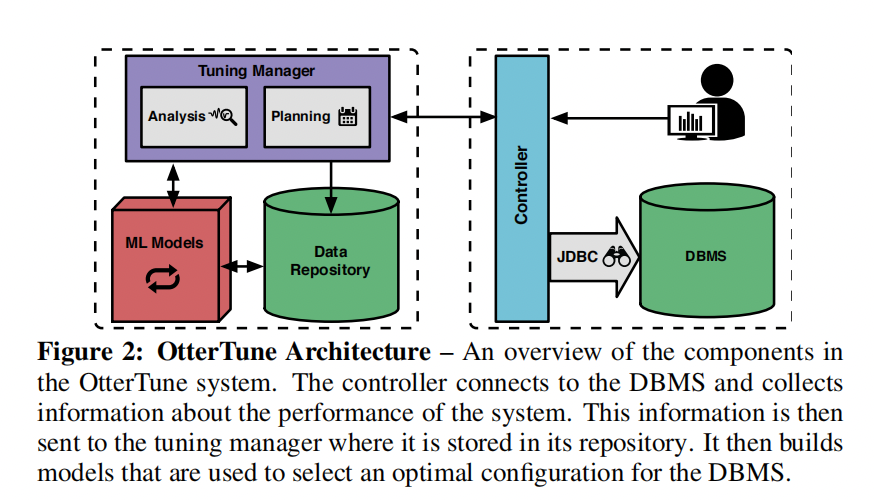 Tuning Manager
Analysis
Planning
ML Models
Data
Repository
Controller
JDBC
DBMS
Figure 2: OtterTune Architecture – An overview of the components in
the OtterTune system. The controller connects to the DBMS and collects
information about the performance of the system. This information is then
sent to the tuning manager where it is stored in its repository. It then builds
models that are used to select an optimal configuration for the DBMS.